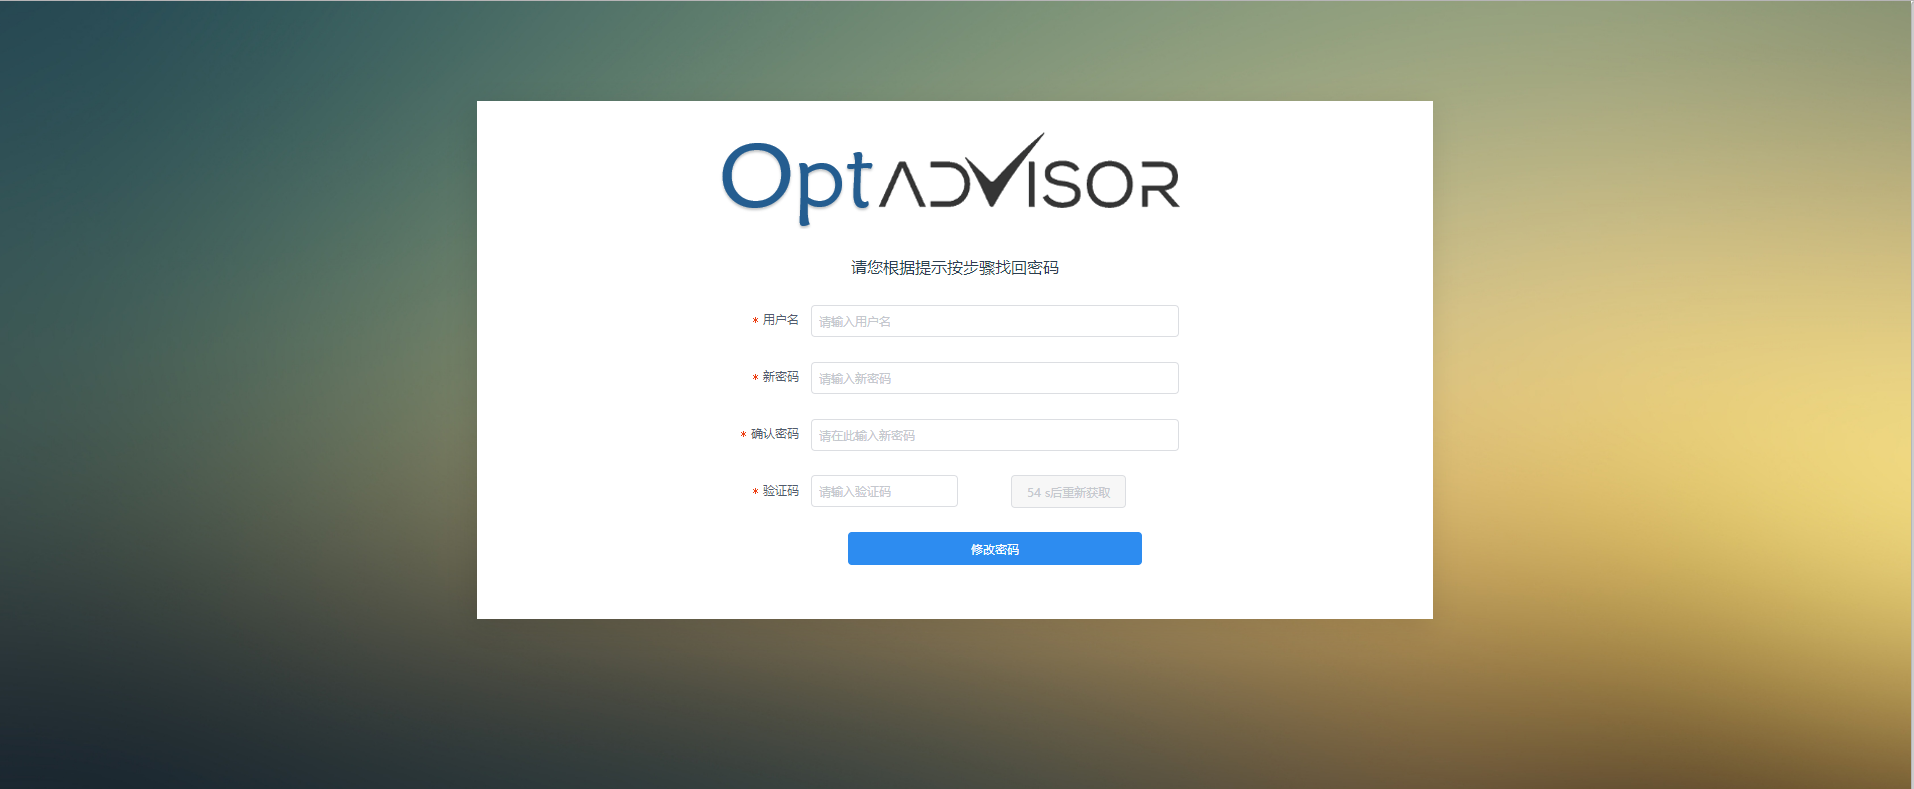 OptADVISOR
请您根据提示按步骤找回密码
* 用户名 请输入用户名
* 新密码 请输入新密码
* 确认密码 请在此输入新密码
* 验证码 请输入验证码 54 s后重新获取
修改密码